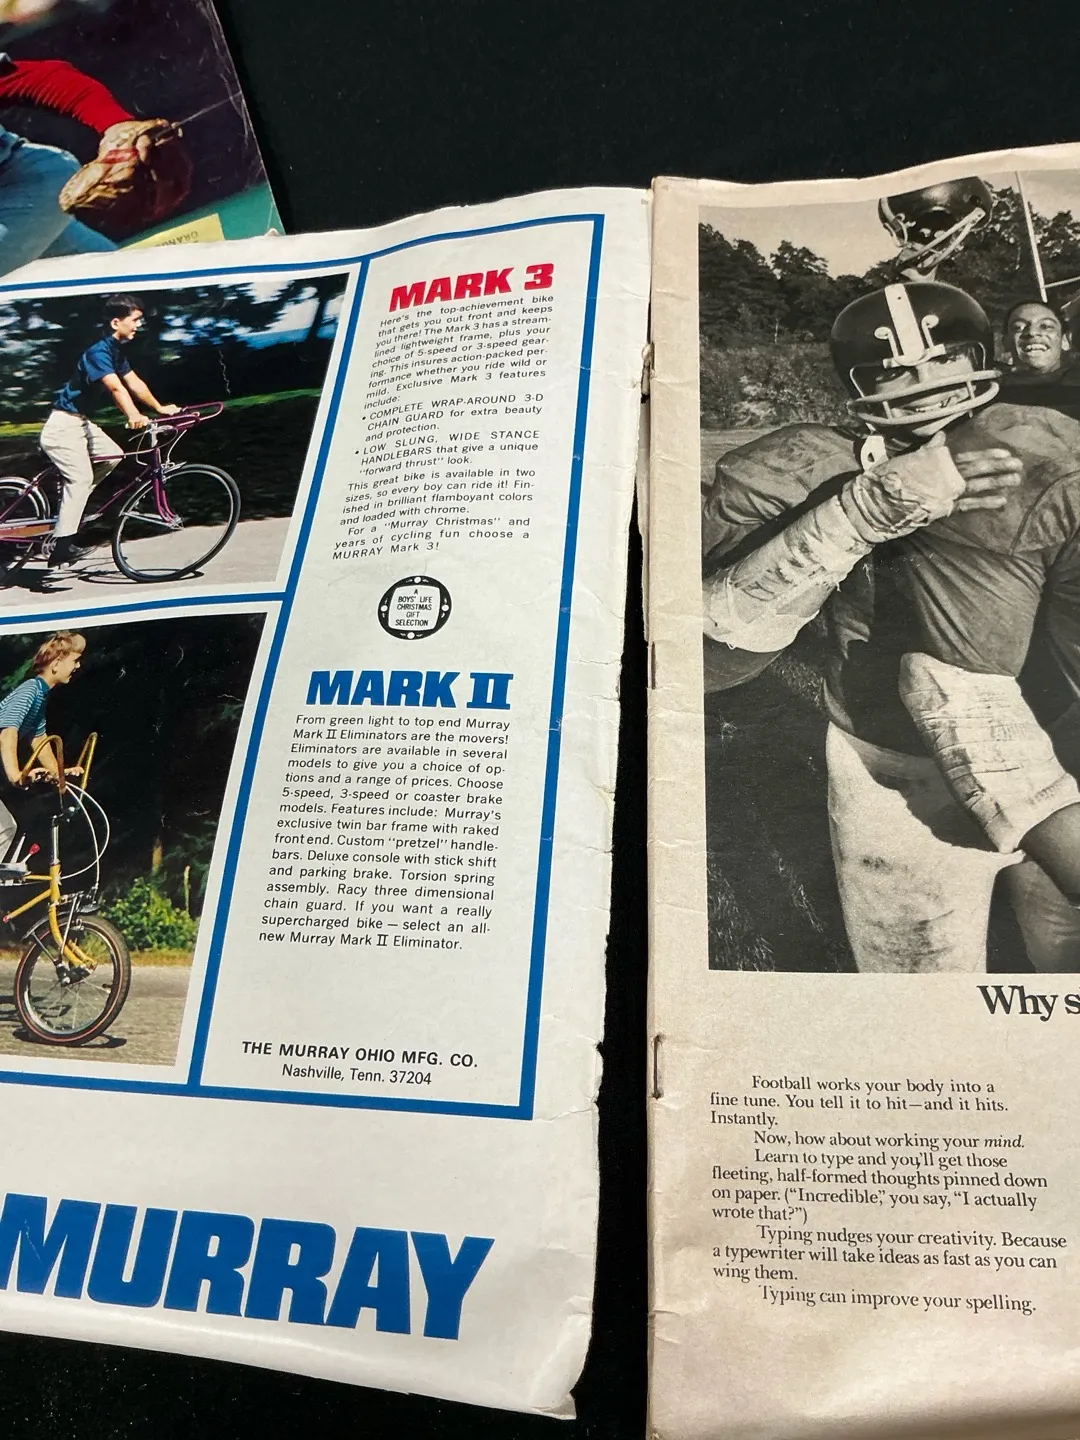 ORANG
MARK 3
Here's the top-achievement bike
that gets you out front and keeps
you there! The Mark 3 has a stream-
lined lightweight frame, plus your
choice of 5-speed or 3-speed gear-
ing. This insures action-packed per-
formance whether you ride wild or
mild. Exclusive Mark 3 features
include:
• COMPLETE WRAP-AROUND 3-D
CHAIN GUARD for extra beauty
and protection.
• LOW SLUNG, WIDE STANCE
HANDLEBARS that give a unique
"forward thrust" look.
This great bike is available in two
sizes, so every boy can ride it! Fin-
ished in brilliant flamboyant colors
and loaded with chrome.
For a "Murray Christmas" and
years of cycling fun choose a
MURRAY Mark 3!
A
BOYS' LIFE
CHRISTMAS
GIFT
SELECTION
MARK II
From green light to top end Murray
Mark II Eliminators are the movers!
Eliminators are available in several
models to give you a choice of op-
tions and a range of prices. Choose
5-speed, 3-speed or coaster brake
models. Features include: Murray's
exclusive twin bar frame with raked
front end. Custom "pretzel" handle-
bars. Deluxe console with stick shift
and parking brake. Torsion spring
assembly. Racy three dimensional
chain guard. If you want a really
supercharged bike — select an all-
new Murray Mark II Eliminator.
THE MURRAY OHIO MFG. CO.
Nashville, Tenn. 37204
MURRAY
Why s
Football works your body into a
fine tune. You tell it to hit—and it hits.
Instantly.
Now, how about working your mind.
Learn to type and you'll get those
fleeting, half-formed thoughts pinned down
on paper. ("Incredible," you say, "I actually
wrote that?")
Typing nudges your creativity. Because
a typewriter will take ideas as fast as you can
wing them.
Typing can improve your spelling.